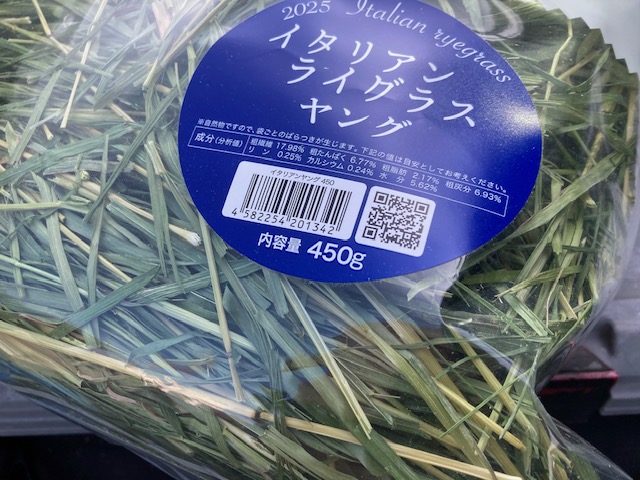 2025 Italian ryegrass
イタリアン
ライグラス
ヤング
※自然物ですので、袋ごとのばらつきが生じます。下記の値は目安としてお考えください。
成分(分析値) 粗繊維 17.98% 粗たんぱく 6.77% 粗脂肪 2.17% 粗灰分 6.93%
リン 0.25% カルシウム 0.24% 水分 5.62%
イタリアンヤング 450
4 582254 201342
内容量 450g